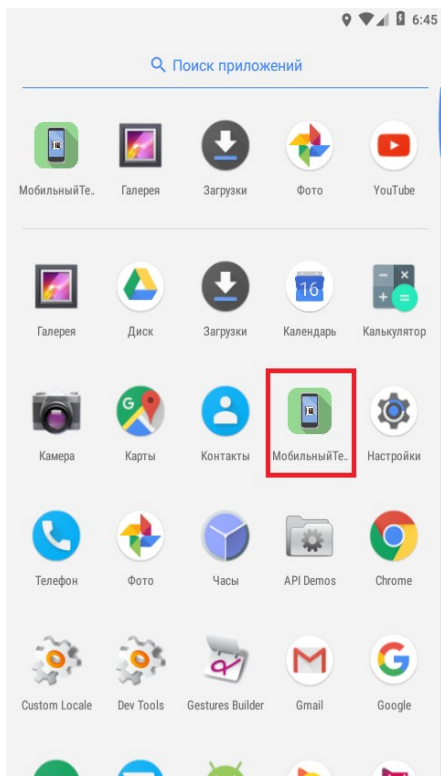 6:45
Поиск приложений
МобильныйТе..
Галерея
Загрузки
Фото
YouTube
Галерея
Диск
Загрузки
16
Календарь
Калькулятор
G
Камера
Карты
Контакты
МобильныйТе..
Настройки
Телефон
Фото
Часы
API Demos
Chrome
Custom Locale
Dev Tools
Gestures Builder
Gmail
Google